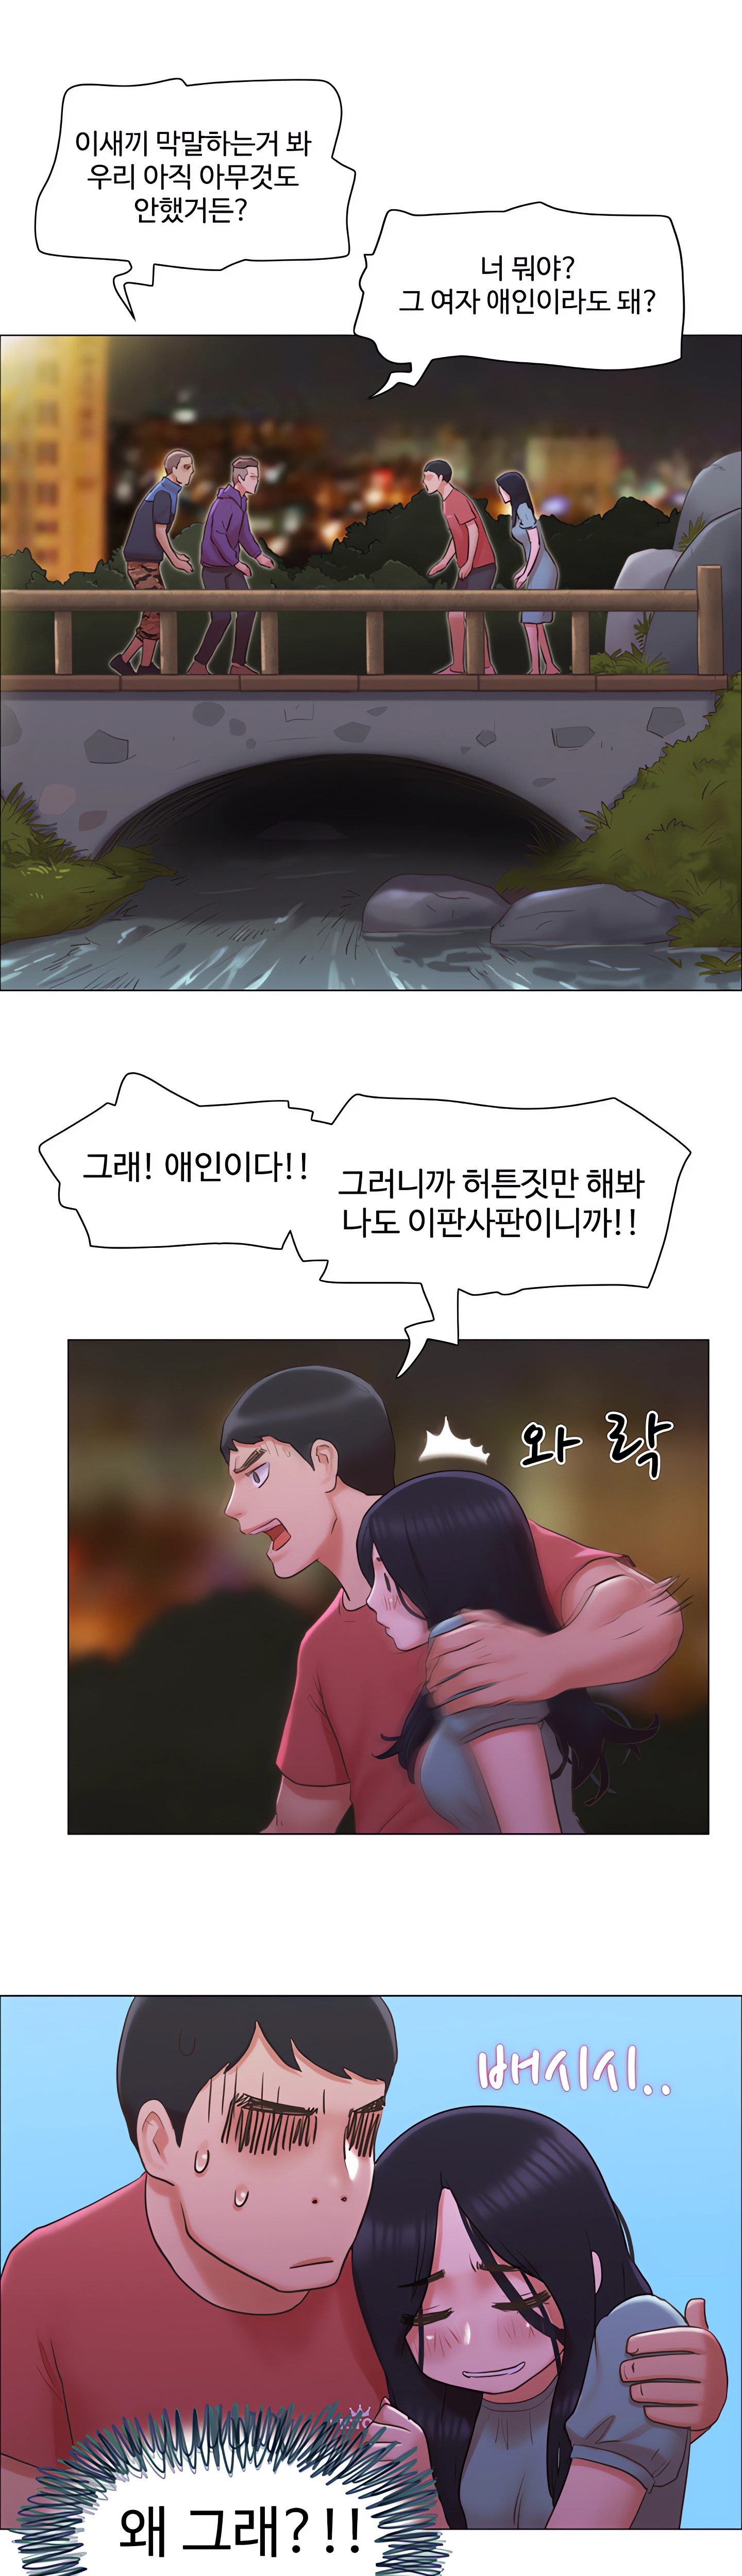 이새끼 막말하는거 봐
우리 아직 아무것도
안했거든?
너 뭐야?
그 여자 애인이라도 돼?
그래! 애인이다!!
그러니까 허튼짓만 해봐
나도 이판사판이니까!!
와락
배시시..
왜 그래?!!